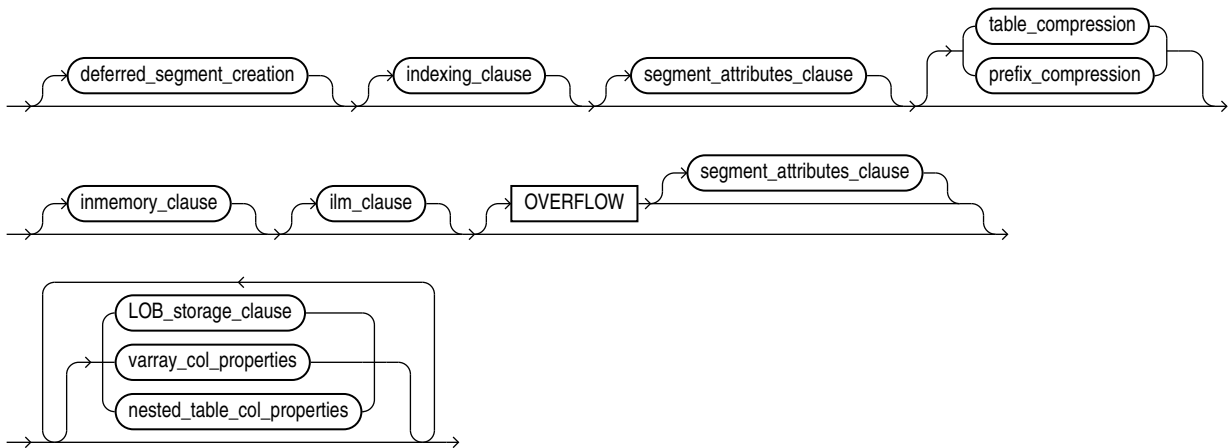 table_compression
deferred_segment_creation indexing_clause segment_attributes_clause prefix_compression
segment_attributes_clause
inmemory_clause ilm_clause OVERFLOW
LOB_storage_clause
varray_col_properties
nested_table_col_properties